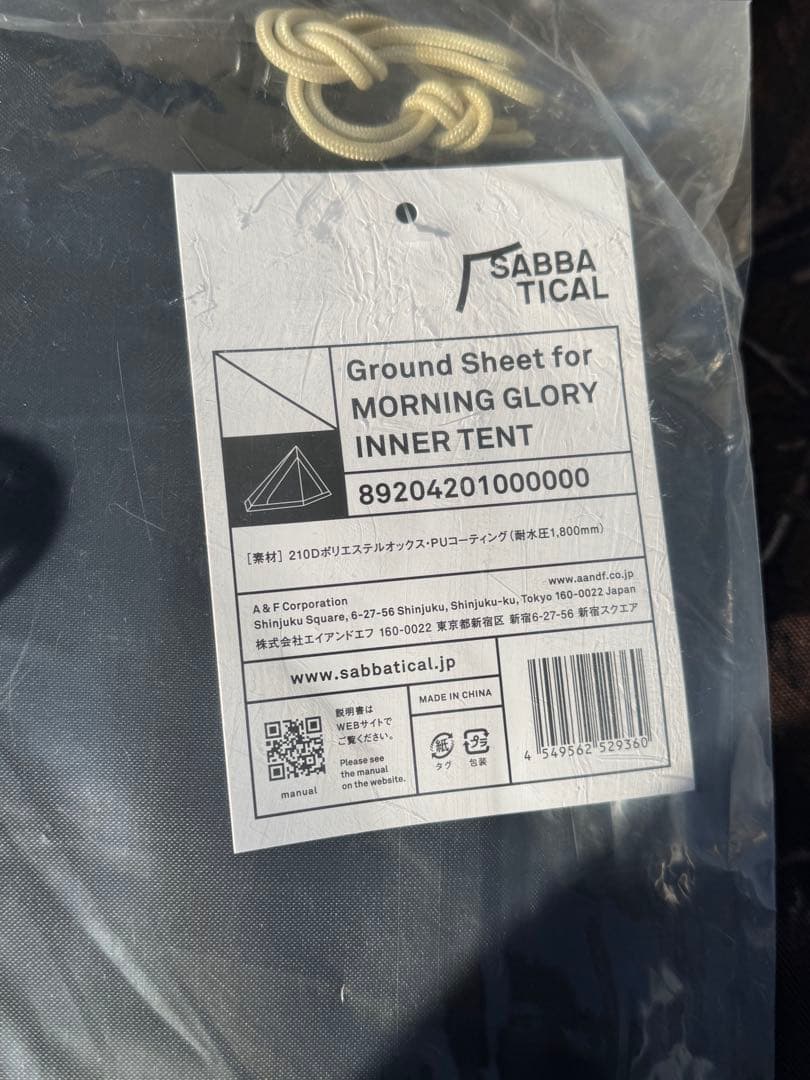 SABBA
TICAL
Ground Sheet for
MORNING GLORY
INNER TENT
89204201000000
[素材] 210Dポリエステルオックス・PUコーティング(耐水圧1,800mm)
www.aandf.co.jp
A & F Corporation
Shinjuku Square, 6-27-56 Shinjuku, Shinjuku-ku, Tokyo 160-0022 Japan
株式会社エイアンドエフ 160-0022 東京都新宿区 新宿6-27-56 新宿スクエア
www.sabbatical.jp
説明書は
WEBサイトで
ご覧ください。
Please see
the manual
on the website.
manual
MADE IN CHINA
紙
タグ
プラ
包装
4 549562 529360